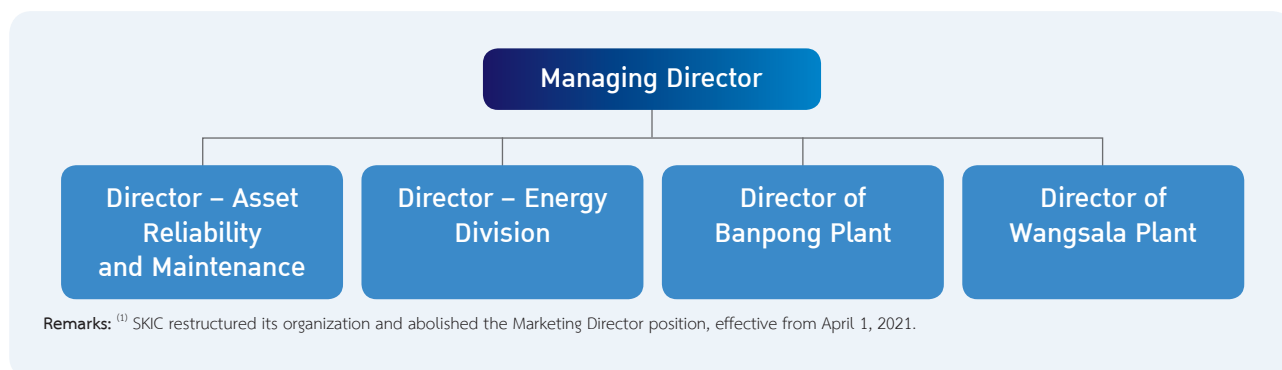 Managing Director
Director – Asset
Reliability
and Maintenance
Director – Energy
Division
Director of
Banpong Plant
Director of
Wangsala Plant
Remarks: (1) SKIC restructured its organization and abolished the Marketing Director position, effective from April 1, 2021.